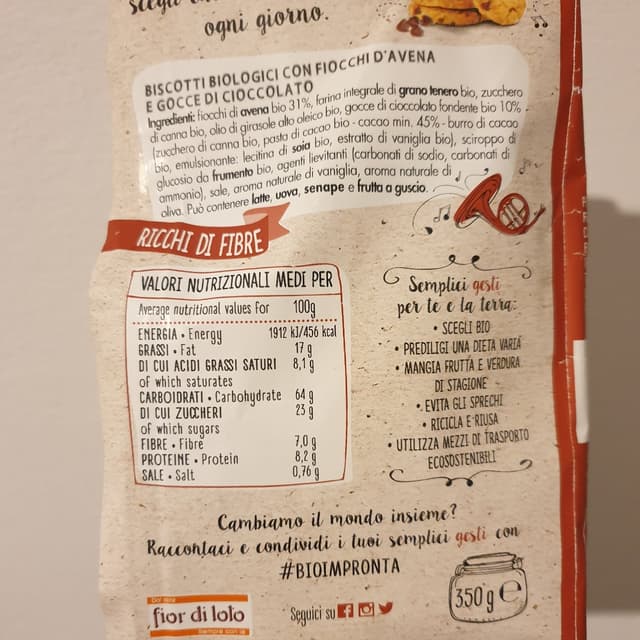 ogni giorno.
BISCOTTI BIOLOGICI CON FIOCCHI D'AVENA
E GOCCE DI CIOCCOLATO
Ingredienti: fiocchi di avena bio 31%, farina integrale di grano tenero bio, zucchero
di canna bio, olio di girasole alto oleico bio, gocce di cioccolato fondente bio 10%
(zucchero di canna bio, pasta di cacao bio - cacao min. 45% - burro di cacao
bio, emulsionante: lecitina di soia bio, estratto di vaniglia bio), sciroppo di
glucosio da frumento bio, agenti lievitanti (carbonati di sodio, carbonati di
ammonio), sale, aroma naturale di vaniglia, aroma naturale di
oliva. Può contenere latte, uova, senape e frutta a guscio.
RICCHI DI FIBRE
VALORI NUTRIZIONALI MEDI PER
Average nutritional values for 100g
ENERGIA • Energy 1912 kJ/456 kcal
GRASSI • Fat 17 g
DI CUI ACIDI GRASSI SATURI 8,1 g
of which saturates
CARBOIDRATI • Carbohydrate 64 g
DI CUI ZUCCHERI 23 g
of which sugars
FIBRE • Fibre 7,0 g
PROTEINE • Protein 8,2 g
SALE • Salt 0,76 g
Semplici gesti
per te e la terra:
• SCEGLI BIO
• PREDILIGI UNA DIETA VARIA
• MANGIA FRUTTA E VERDURA
DI STAGIONE
• EVITA GLI SPRECHI
• RICICLA E RIUSA
• UTILIZZA MEZZI DI TRASPORTO
ECOSOSTENIBILI
Cambiamo il mondo insieme?
Raccontaci e condividi i tuoi semplici gesti con
#BIOIMPRONTA
fior di loto
Seguici su
350 g e